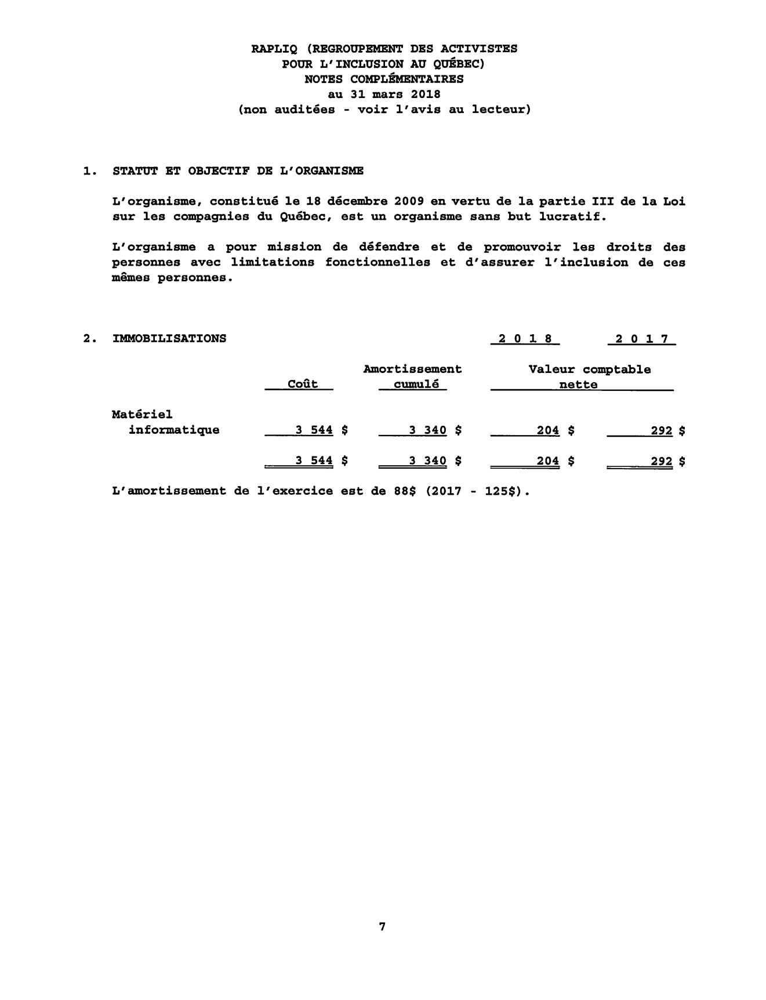 RAPLIQ (REGROUPEMENT DES ACTIVISTES
POUR L'INCLUSION AU QUÉBEC)
NOTES COMPLÉMENTAIRES
au 31 mars 2018
(non auditées - voir l'avis au lecteur)
1. STATUT ET OBJECTIF DE L'ORGANISME
L'organisme, constitué le 18 décembre 2009 en vertu de la partie III de la Loi
sur les compagnies du Québec, est un organisme sans but lucratif.
L'organisme a pour mission de défendre et de promouvoir les droits des
personnes avec limitations fonctionnelles et d'assurer l'inclusion de ces
mêmes personnes.
2. IMMOBILISATIONS 2 0 1 8 2 0 1 7
Amortissement Valeur comptable
Coût cumulé nette
Matériel
informatique 3 544 $ 3 340 $ 204 $ 292 $
3 544 $ 3 340 $ 204 $ 292 $
L'amortissement de l'exercice est de 88$ (2017 - 125$).
7